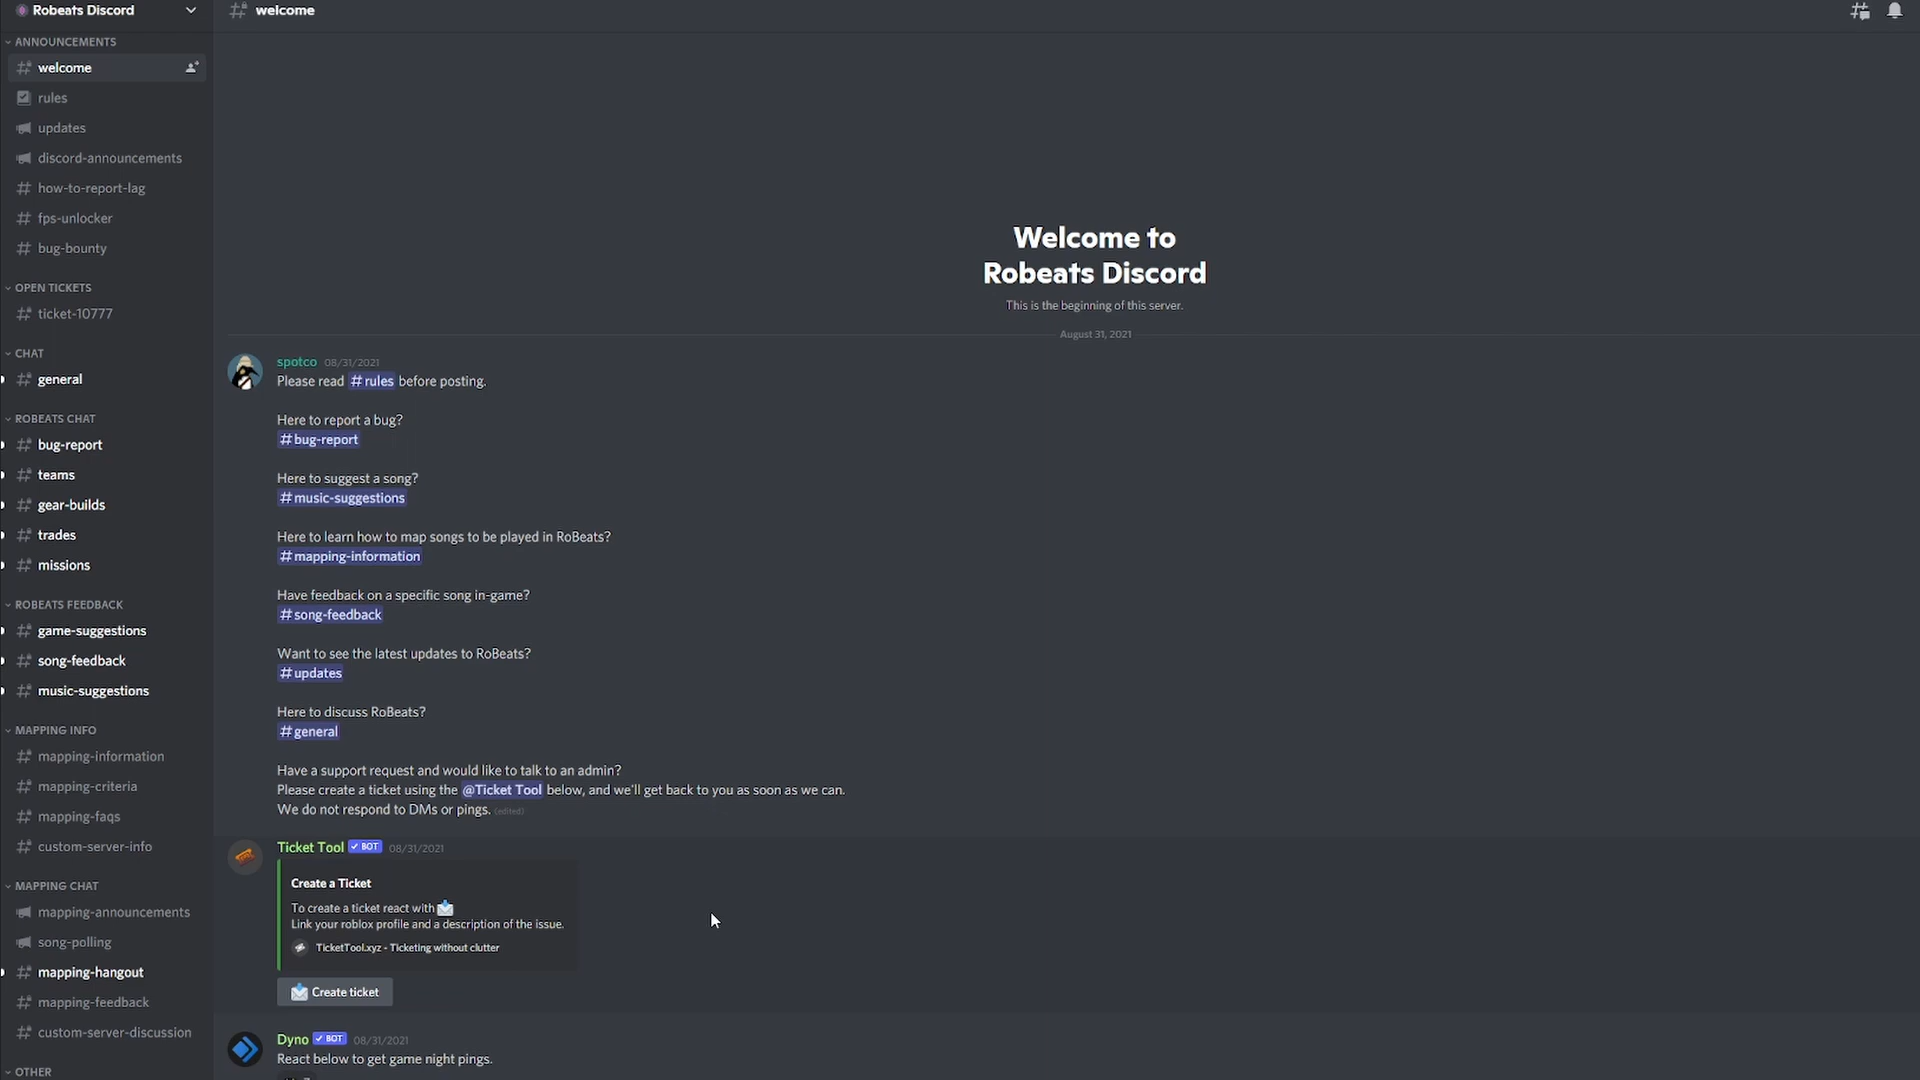 Robeats Discord
ANNOUNCEMENTS
welcome
rules
updates
discord-announcements
how-to-report-lag
fps-unlocker
bug-bounty
OPEN TICKETS
ticket-10777
CHAT
general
ROBEATS CHAT
bug-report
teams
gear-builds
trades
missions
ROBEATS FEEDBACK
game-suggestions
song-feedback
music-suggestions
MAPPING INFO
mapping-information
mapping-criteria
mapping-faqs
custom-server-info
MAPPING CHAT
mapping-announcements
song-polling
mapping-hangout
mapping-feedback
custom-server-discussion
OTHER
welcome
Welcome to
Robeats Discord
This is the beginning of this server.
August 31, 2021
spotco 08/31/2021
Please read #rules before posting.
Here to report a bug?
#bug-report
Here to suggest a song?
#music-suggestions
Here to learn how to map songs to be played in RoBeats?
#mapping-information
Have feedback on a specific song in-game?
#song-feedback
Want to see the latest updates to RoBeats?
#updates
Here to discuss RoBeats?
#general
Have a support request and would like to talk to an admin?
Please create a ticket using the @Ticket Tool below, and we'll get back to you as soon as we can.
We do not respond to DMs or pings. (edited)
Ticket Tool ✓ BOT 08/31/2021
Create a Ticket
To create a ticket react with 📩
Link your roblox profile and a description of the issue.
TicketTool.xyz - Ticketing without clutter
Create ticket
Dyno ✓ BOT 08/31/2021
React below to get game night pings.